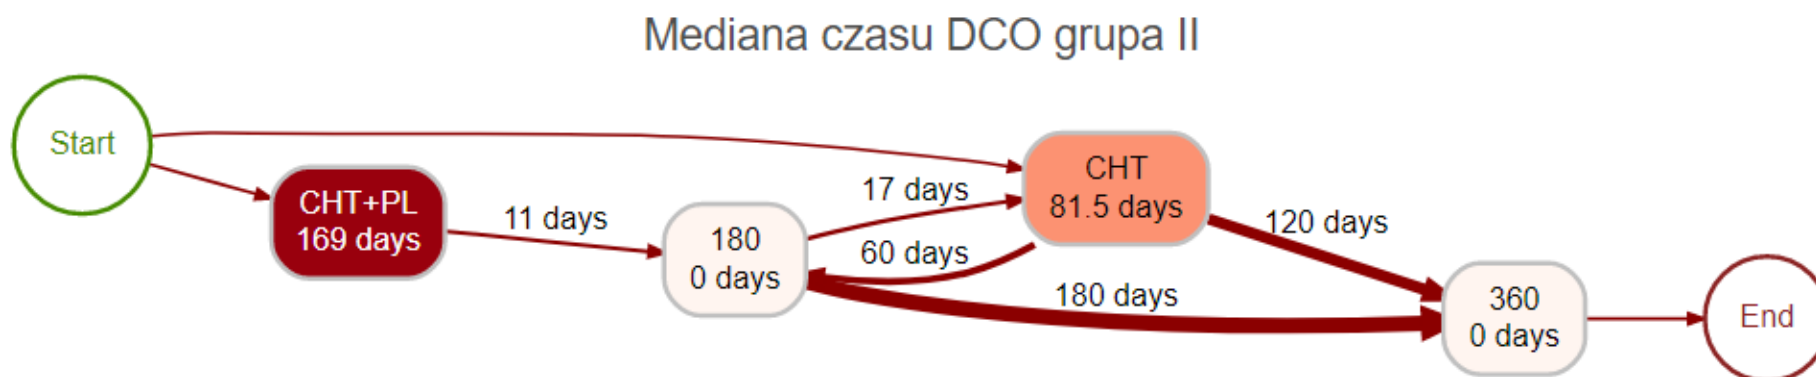 Mediana czasu DCO grupa II
Start
CHT+PL
169 days
11 days
180
0 days
17 days
60 days
180 days
CHT
81.5 days
120 days
360
0 days
End